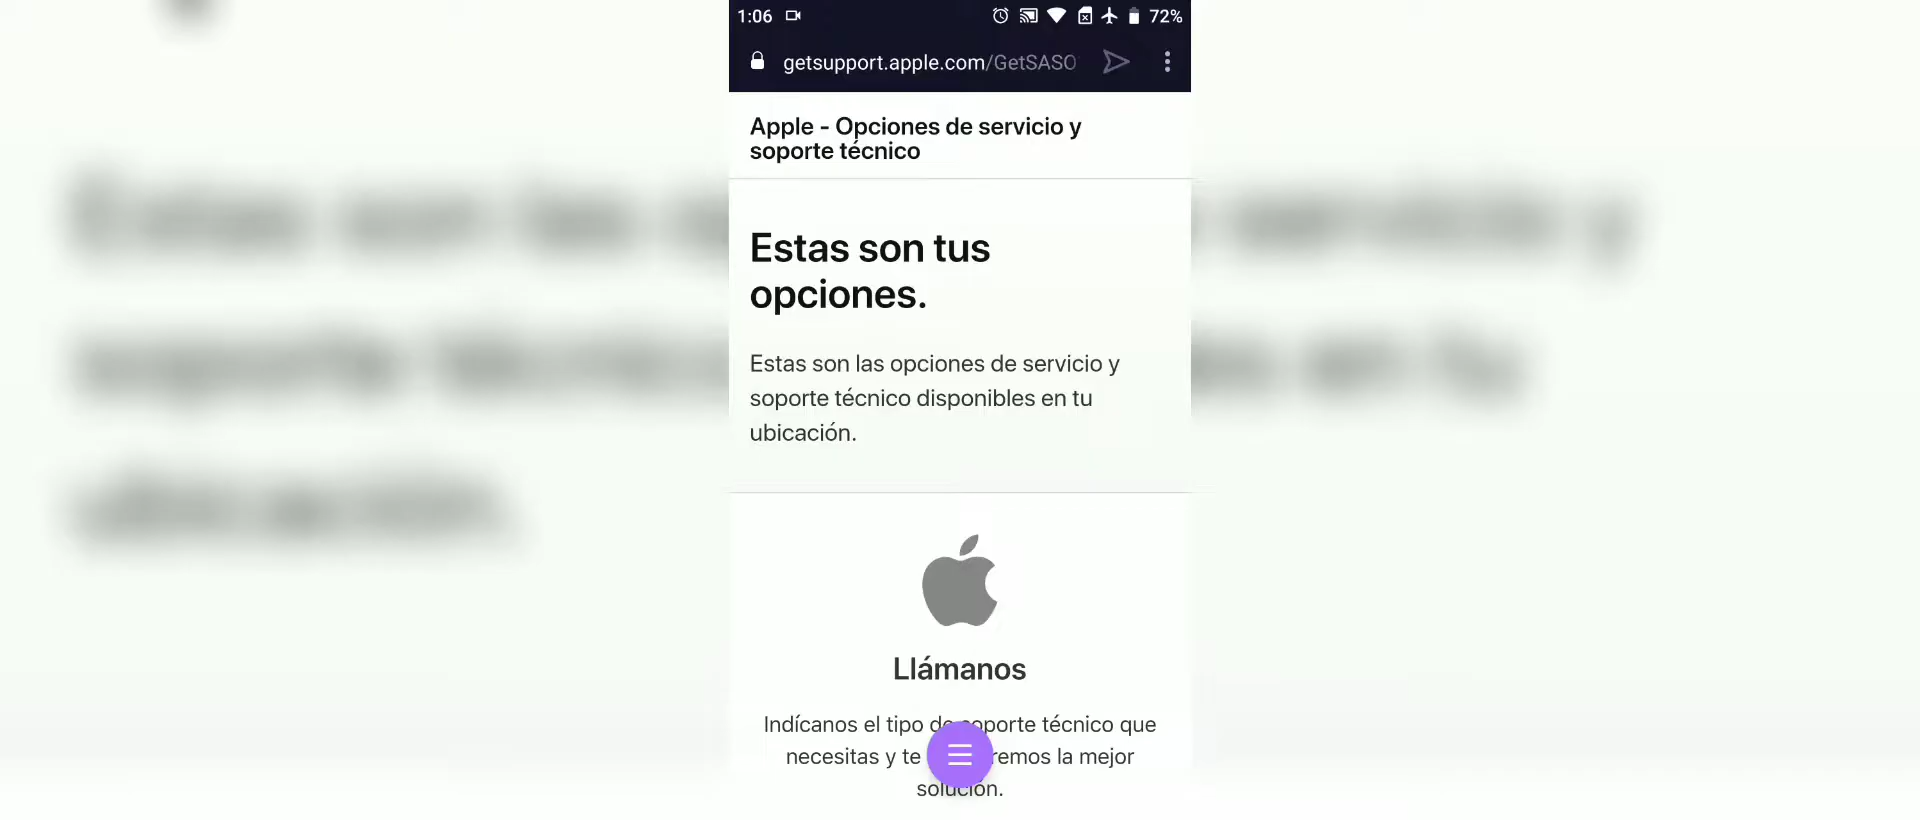 1:06 72%
getsupport.apple.com/GetSASO
Apple - Opciones de servicio y
soporte técnico
Estas son tus
opciones.
Estas son las opciones de servicio y
soporte técnico disponibles en tu
ubicación.
Llámanos
Indícanos el tipo de soporte técnico que
necesitas y te remos la mejor
solución.